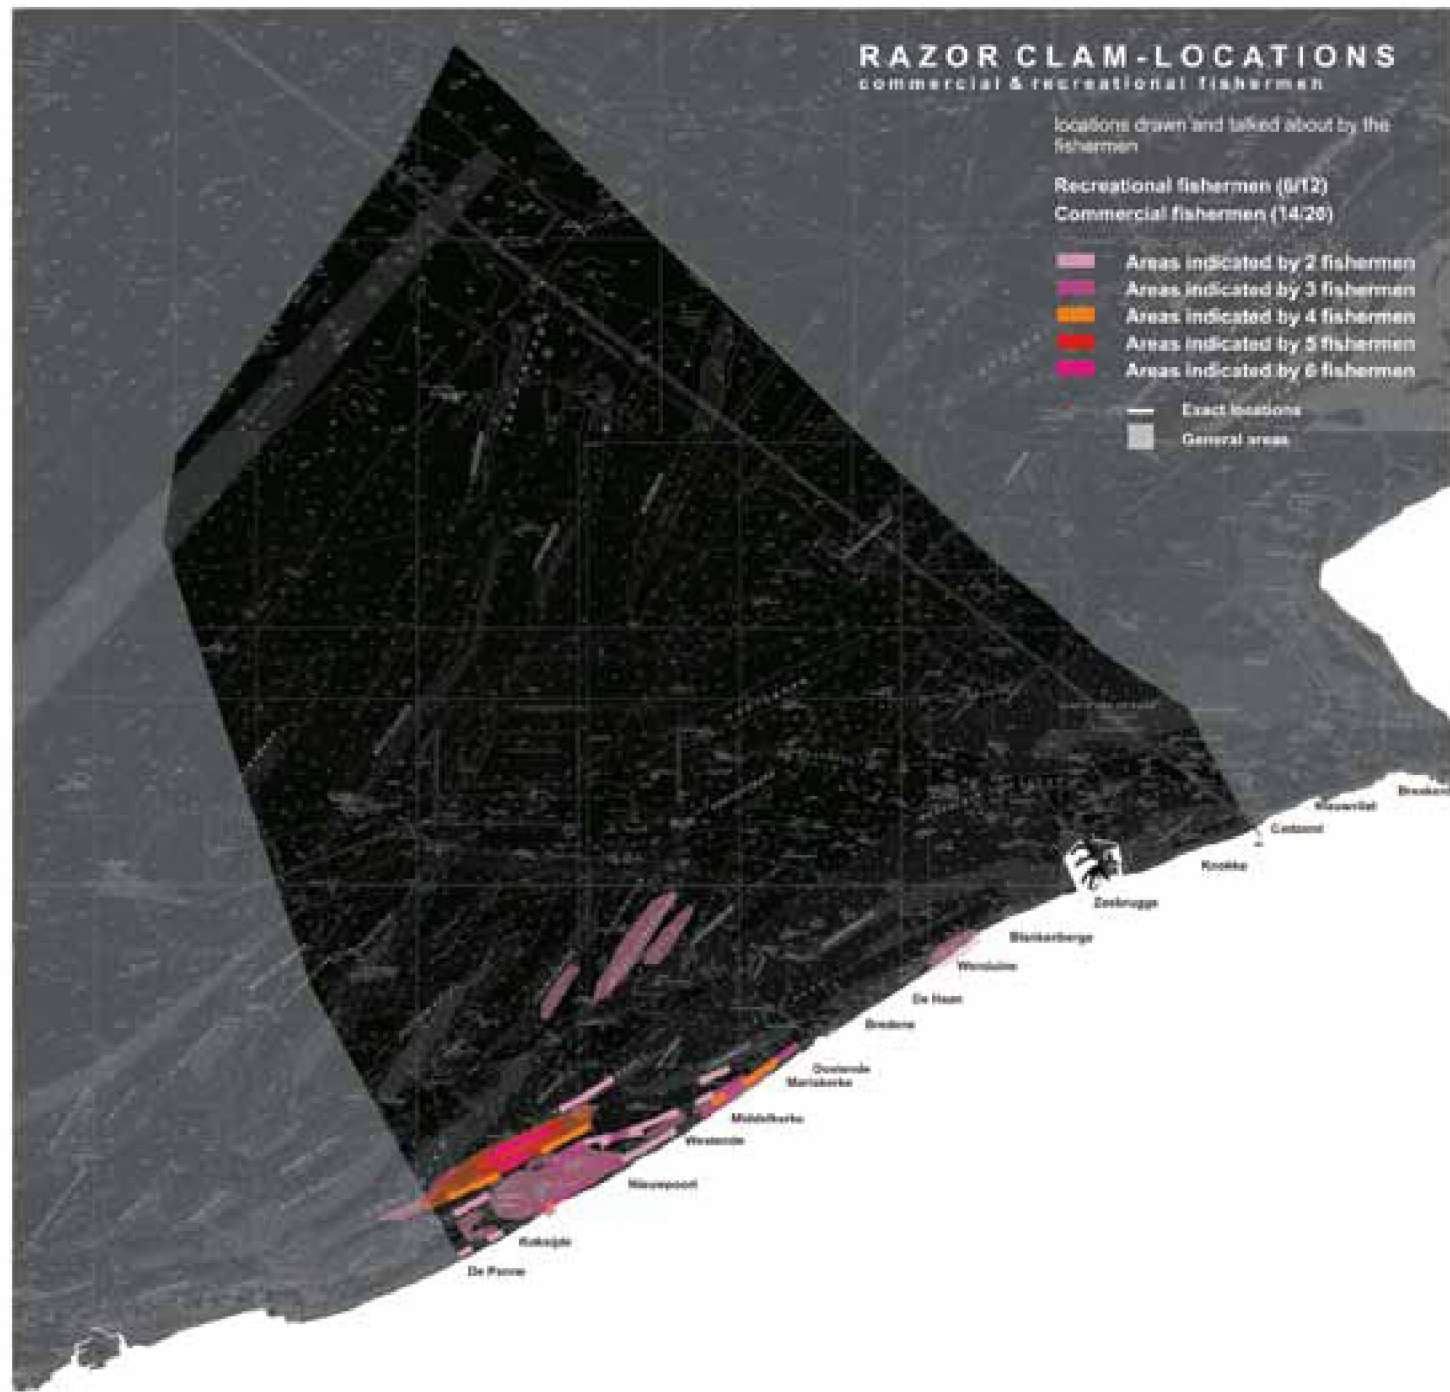 RAZOR CLAM-LOCATIONS
commercial & recreational fishermen
locations drawn and talked about by the
fishermen
Recreational fishermen (6/12)
Commercial fishermen (14/20)
Areas indicated by 2 fishermen
Areas indicated by 3 fishermen
Areas indicated by 4 fishermen
Areas indicated by 5 fishermen
Areas indicated by 6 fishermen
Exact locations
General areas
Nieuwvliet
Cadzand
Knokke
Zeebrugge
Blankenberge
Wenduine
De Haan
Bredene
Oostende
Mariakerke
Middelkerke
Westende
Nieuwpoort
Koksijde
De Panne